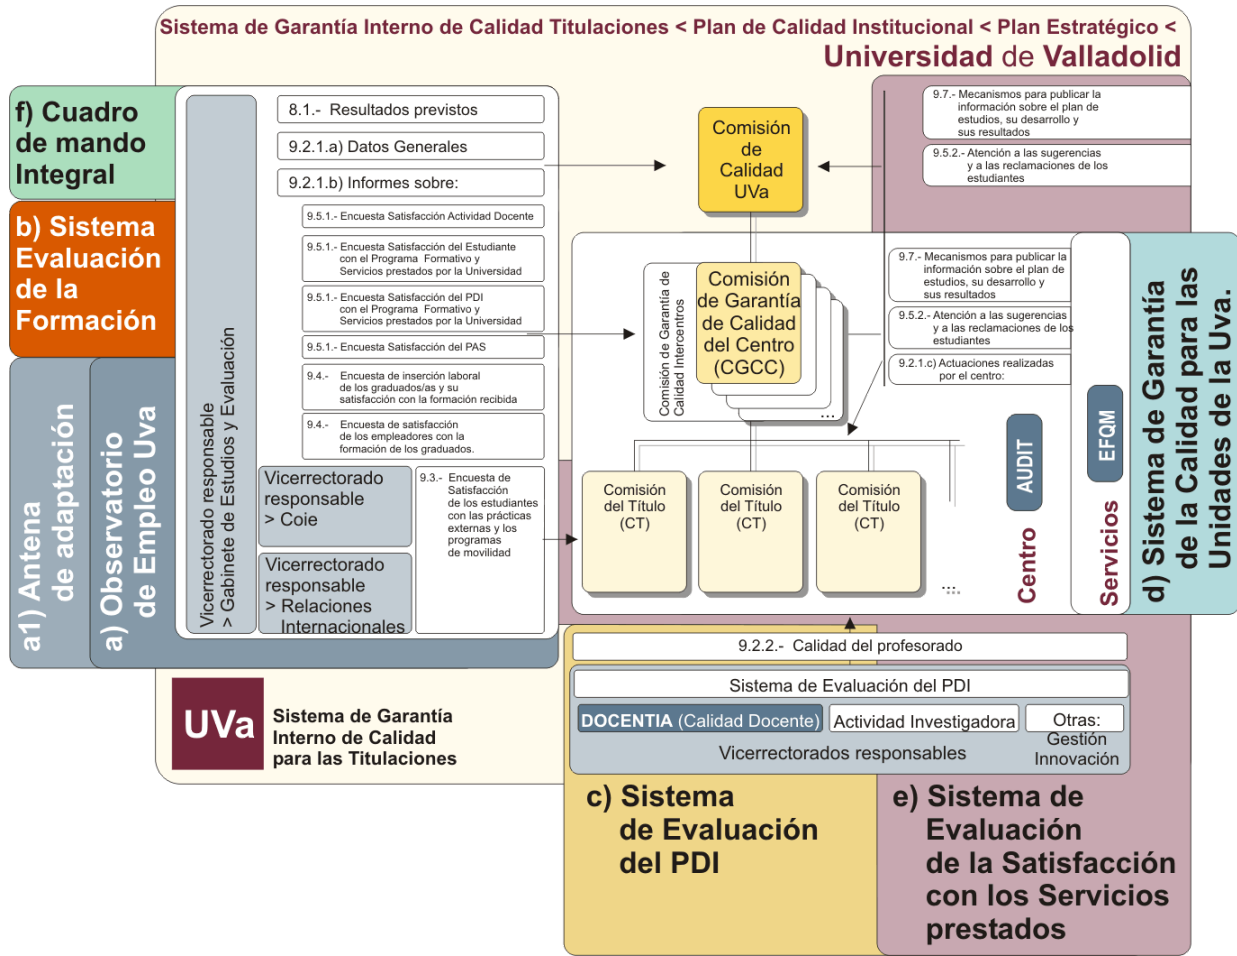 Sistema de Garantía Interno de Calidad Titulaciones < Plan de Calidad Institucional < Plan Estratégico <
Universidad de Valladolid
f) Cuadro
de mando
Integral
b) Sistema
Evaluación
de la
Formación
a1) Antena
de adaptación
a) Observatorio
de Empleo Uva
Vicerrectorado responsable
> Gabinete de Estudios y Evaluación
8.1.- Resultados previstos
9.2.1.a) Datos Generales
9.2.1.b) Informes sobre:
9.5.1.- Encuesta Satisfacción Actividad Docente
9.5.1.- Encuesta Satisfacción del Estudiante
con el Programa Formativo y
Servicios prestados por la Universidad
9.5.1.- Encuesta Satisfacción del PDI
con el Programa Formativo y
Servicios prestados por la Universidad
9.5.1.- Encuesta Satisfacción del PAS
9.4.- Encuesta de inserción laboral
de los graduados/as y su
satisfacción con la formación recibida
9.4.- Encuesta de satisfacción
de los empleadores con la
formación de los graduados.
Vicerrectorado
responsable
> Coie
Vicerrectorado
responsable
> Relaciones
Internacionales
9.3.- Encuesta de
Satisfacción
de los estudiantes
con las prácticas
externas y los
programas
de movilidad
Comisión
de
Calidad
UVa
Comisión de Garantía de
Calidad Intercentros
Comisión
de Garantía
de Calidad
del Centro
(CGCC)
...
Comisión
del Título
(CT)
Comisión
del Título
(CT)
Comisión
del Título
(CT)
...
9.7.- Mecanismos para publicar la
información sobre el plan de
estudios, su desarrollo y
sus resultados
9.5.2.- Atención a las sugerencias
y a las reclamaciones de los
estudiantes
9.7.- Mecanismos para publicar la
información sobre el plan de
estudios, su desarrollo y
sus resultados
9.5.2.- Atención a las sugerencias
y a las reclamaciones de los
estudiantes
9.2.1.c) Actuaciones realizadas
por el centro:
Centro
AUDIT
Servicios
EFQM
d) Sistema de Garantía
de la Calidad para las
Unidades de la Uva.
9.2.2.- Calidad del profesorado
Sistema de Evaluación del PDI
DOCENTIA (Calidad Docente)
Actividad Investigadora
Otras:
Gestión
Innovación
Vicerrectorados responsables
UVa
Sistema de Garantía
Interno de Calidad
para las Titulaciones
c) Sistema
de Evaluación
del PDI
e) Sistema de
Evaluación
de la Satisfacción
con los Servicios
prestados